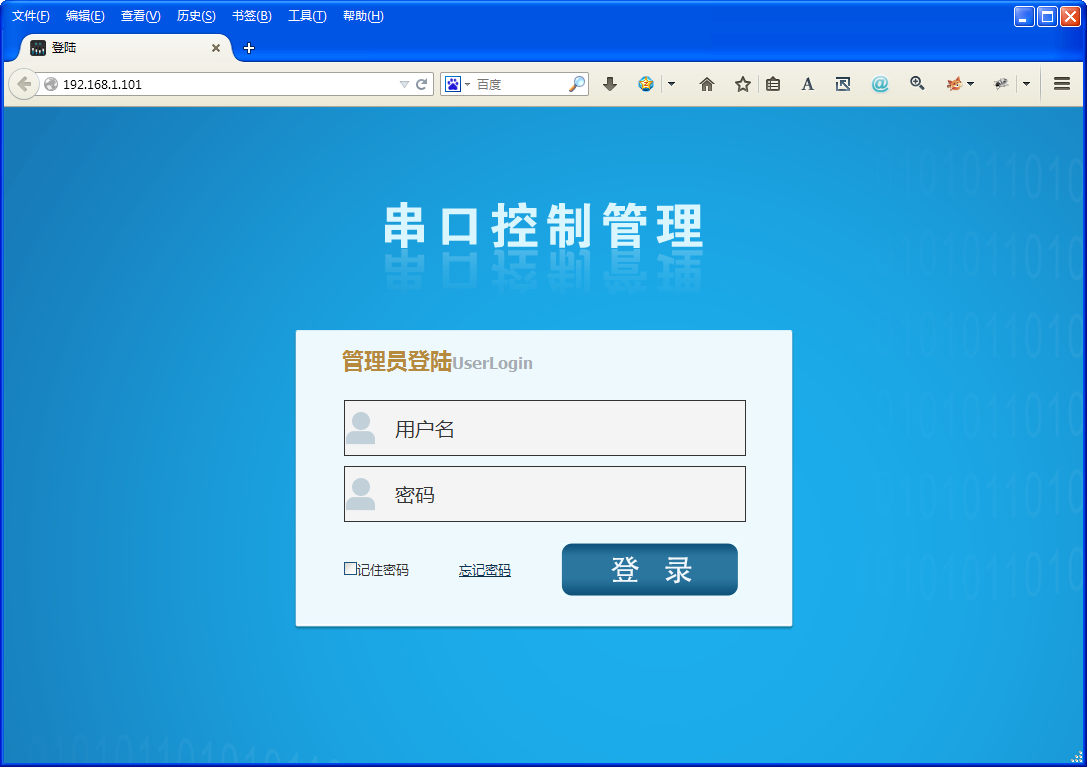 文件(F) 编辑(E) 查看(V) 历史(S) 书签(B) 工具(T) 帮助(H)
登陆
192.168.1.101
百度
串口控制管理
管理员登陆UserLogin
用户名
密码
记住密码 忘记密码 登 录